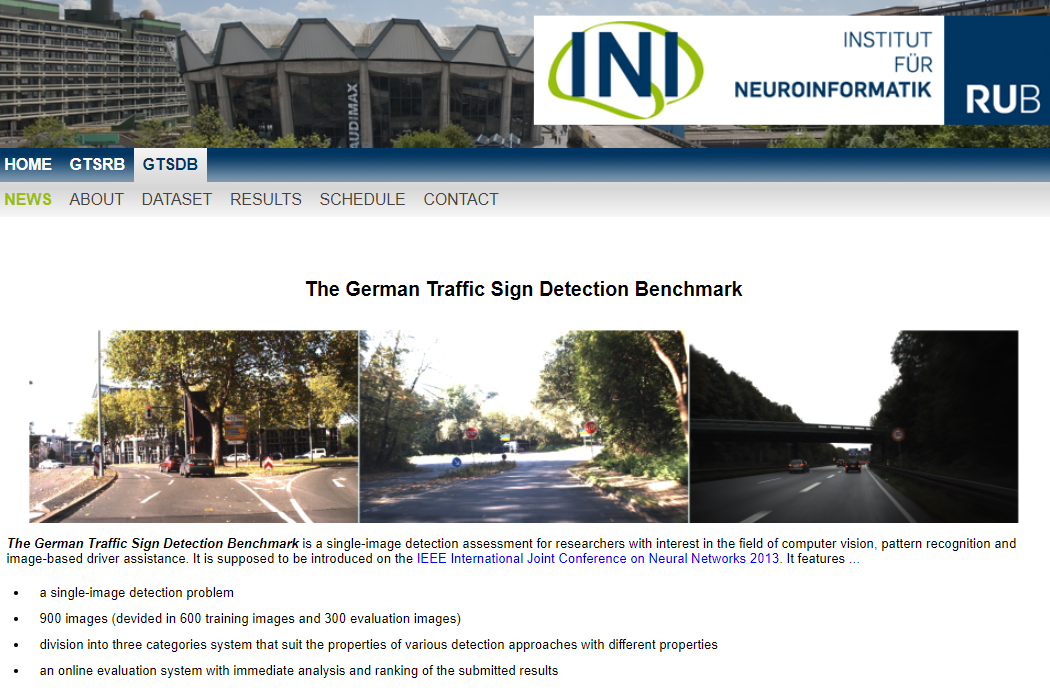 AUDIMAX
INI
INSTITUT
FÜR
NEUROINFORMATIK
RUB
HOME GTSRB GTSDB
NEWS ABOUT DATASET RESULTS SCHEDULE CONTACT
The German Traffic Sign Detection Benchmark
The German Traffic Sign Detection Benchmark is a single-image detection assessment for researchers with interest in the field of computer vision, pattern recognition and
image-based driver assistance. It is supposed to be introduced on the IEEE International Joint Conference on Neural Networks 2013. It features ...
• a single-image detection problem
• 900 images (devided in 600 training images and 300 evaluation images)
• division into three categories system that suit the properties of various detection approaches with different properties
• an online evaluation system with immediate analysis and ranking of the submitted results